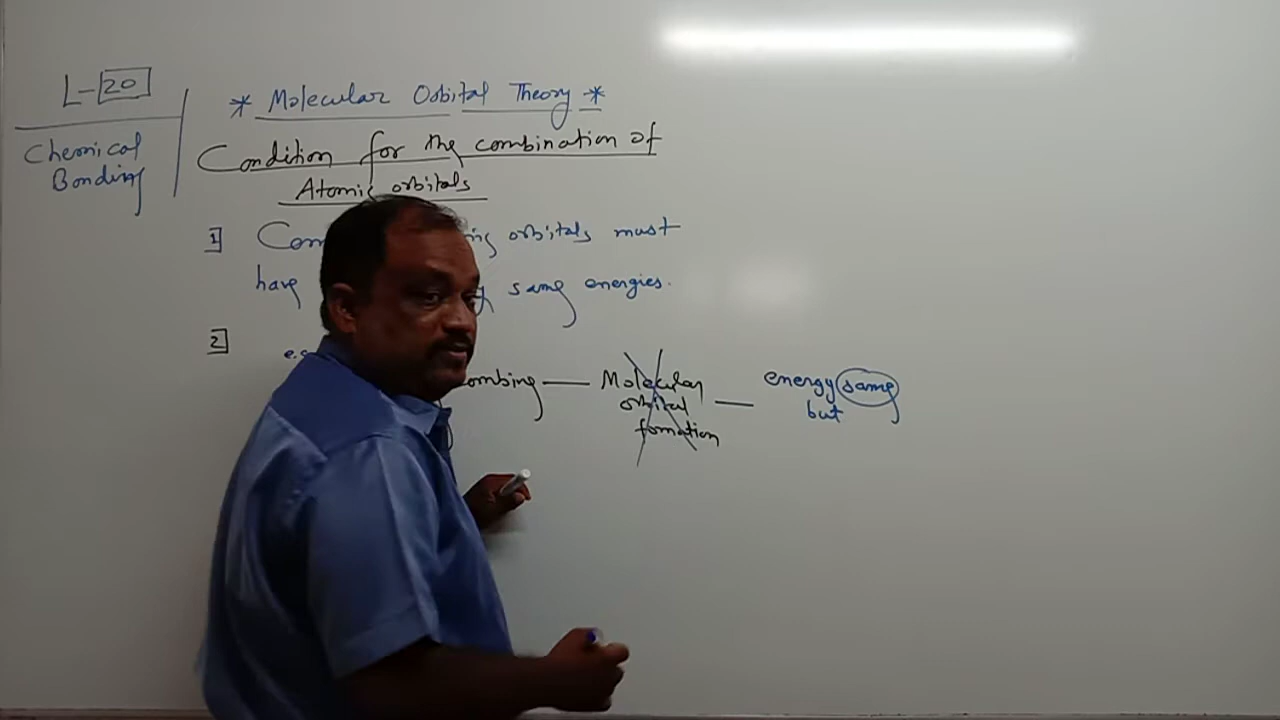 L-20
Chemical
Bonding
* Molecular Orbital Theory *
Condition for the combination of
Atomic orbitals
1] orbitals must
have same energies.
2]
Molecular energy same
orbital but
formation